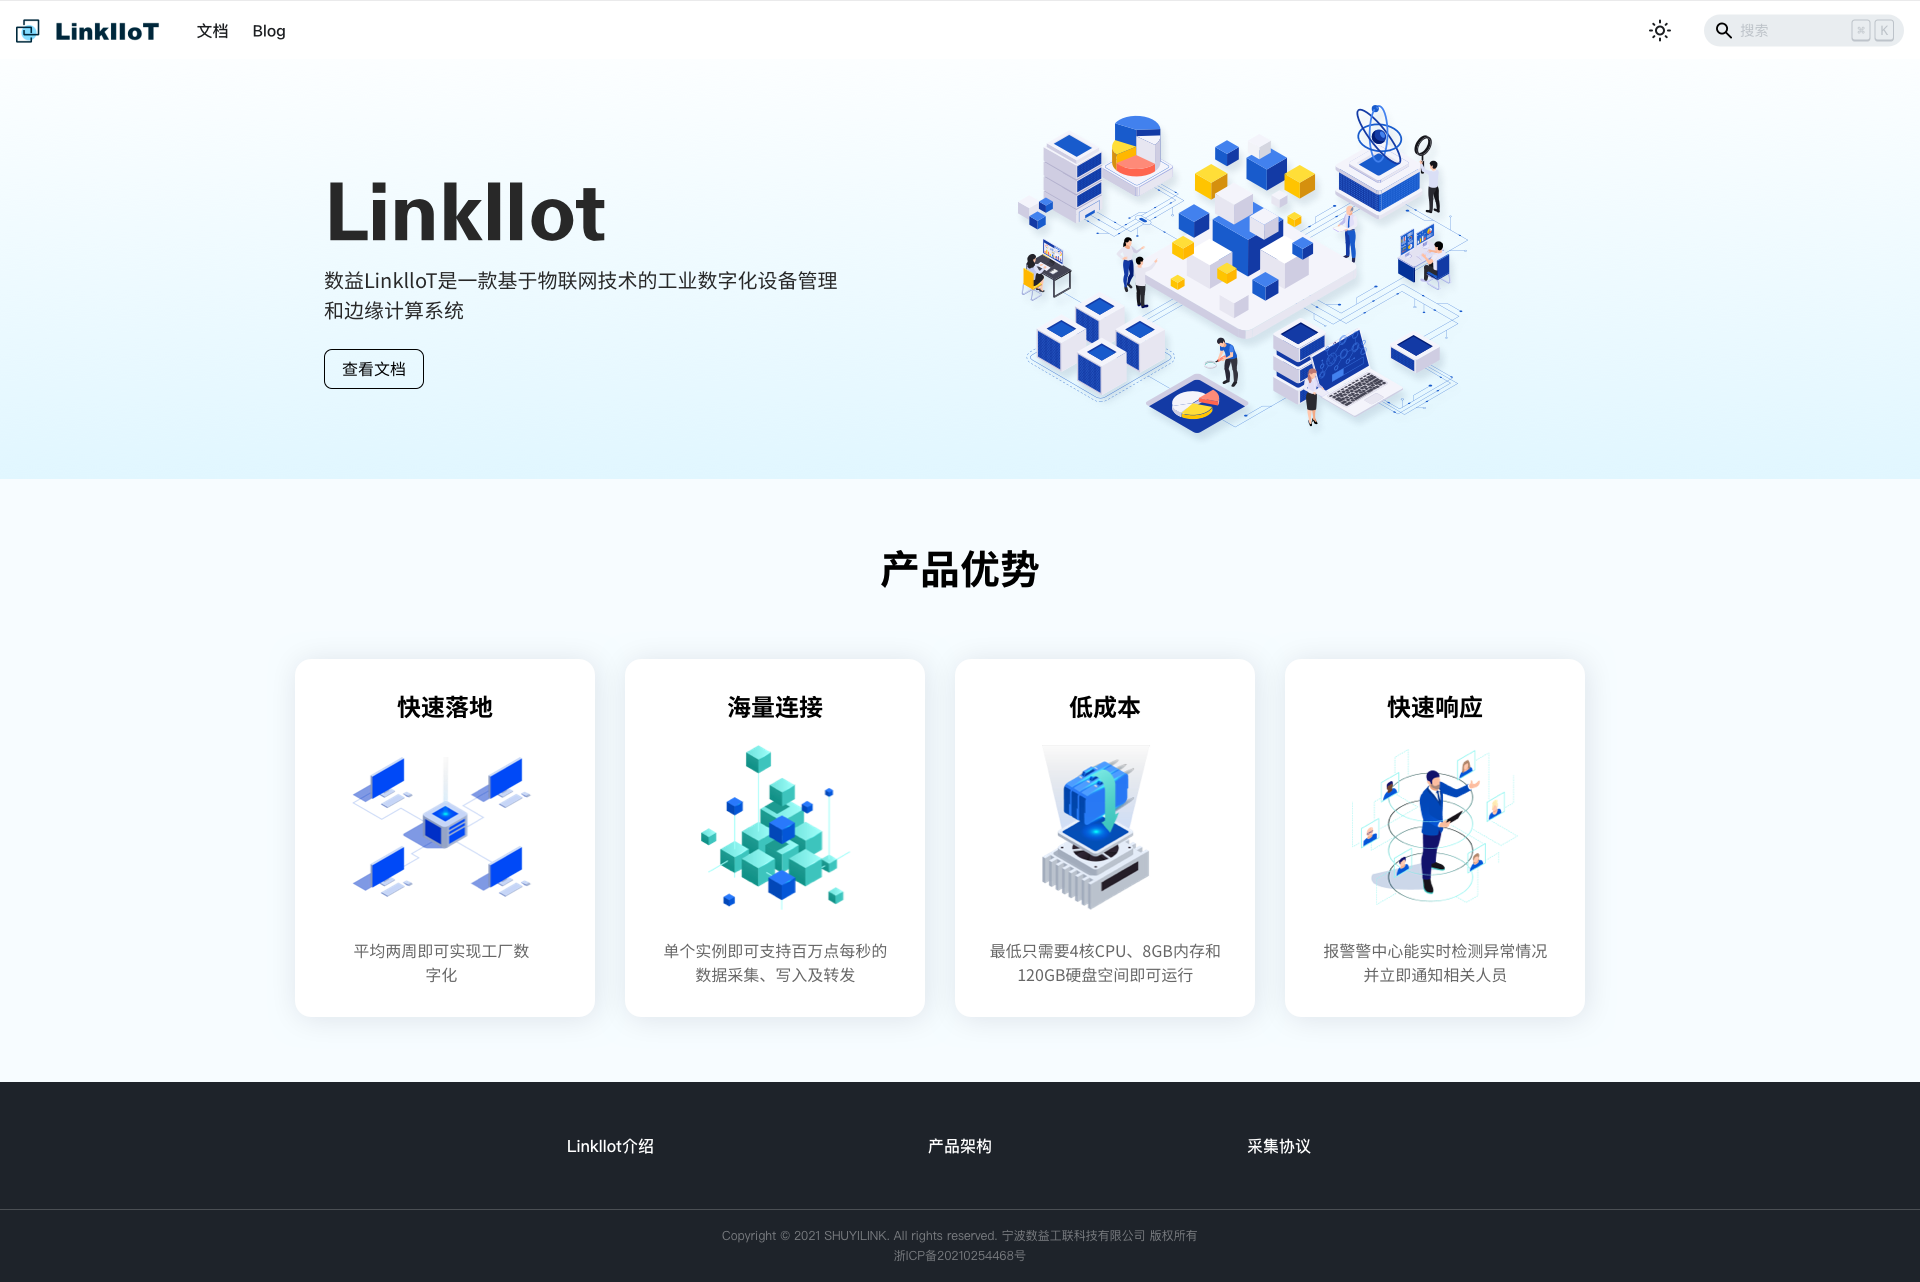 LinkIIoT
文档
Blog
搜索
⌘ K
LinkIIot
数益LinkIIoT是一款基于物联网技术的工业数字化设备管理
和边缘计算系统
查看文档
产品优势
快速落地
平均两周即可实现工厂数
字化
海量连接
单个实例即可支持百万点每秒的
数据采集、写入及转发
低成本
最低只需要4核CPU、8GB内存和
120GB硬盘空间即可运行
快速响应
报警警中心能实时检测异常情况
并立即通知相关人员
LinkIIot介绍
产品架构
采集协议
Copyright © 2021 SHUYILINK. All rights reserved. 宁波数益工联科技有限公司 版权所有
浙ICP备20210254468号